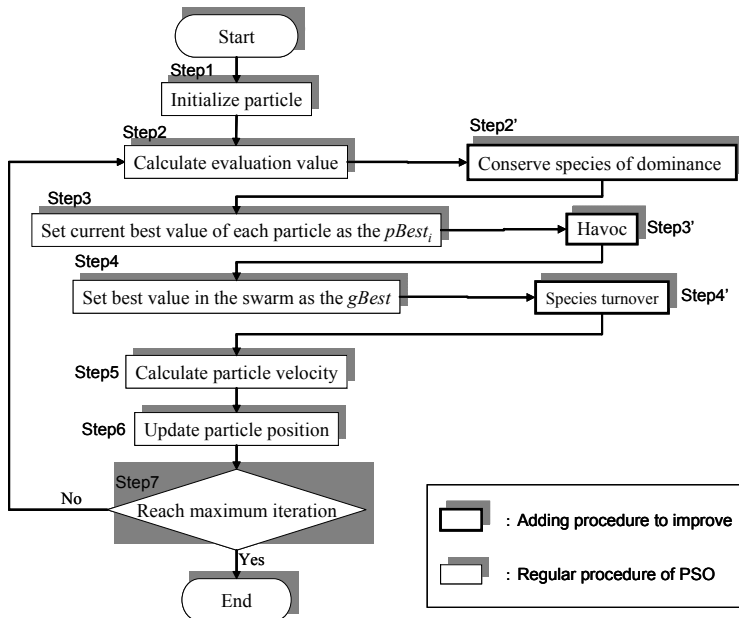 Start
Step1
Initialize particle
Step2
Calculate evaluation value
Step2'
Conserve species of dominance
Step3
Set current best value of each particle as the pBest_i
Havoc
Step3'
Step4
Set best value in the swarm as the gBest
Species turnover
Step4'
Step5
Calculate particle velocity
Step6
Update particle position
Step7
No
Reach maximum iteration
Yes
End
: Adding procedure to improve
: Regular procedure of PSO